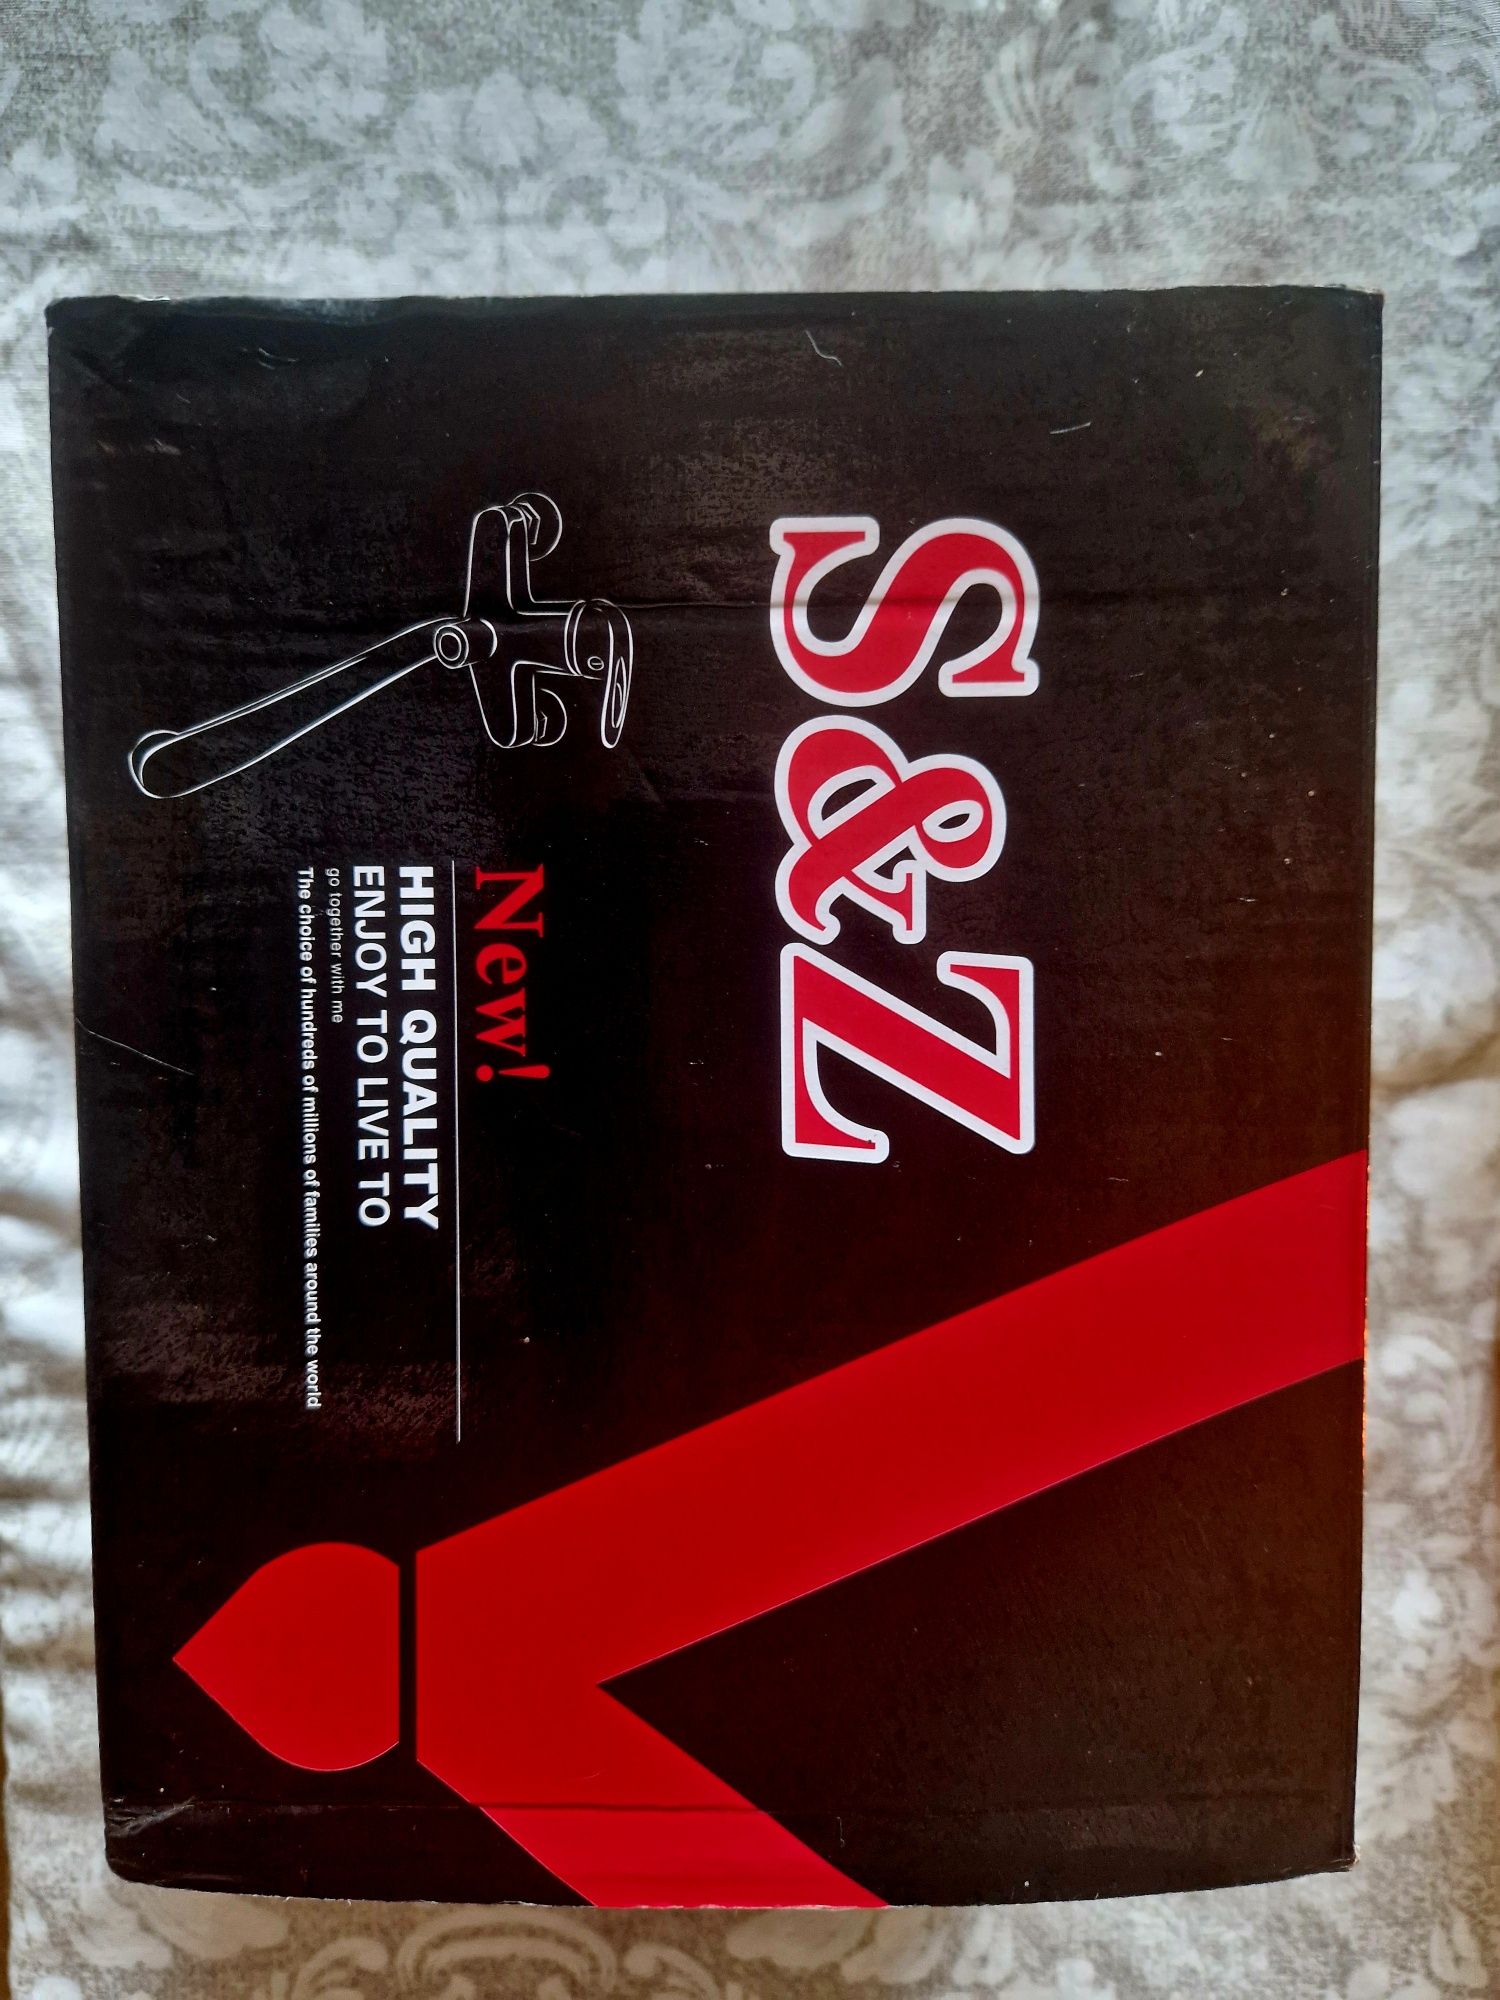 S&Z
New!
HIGH QUALITY
ENJOY TO LIVE TO
go together with me
The choice of hundreds of millions of families around the world